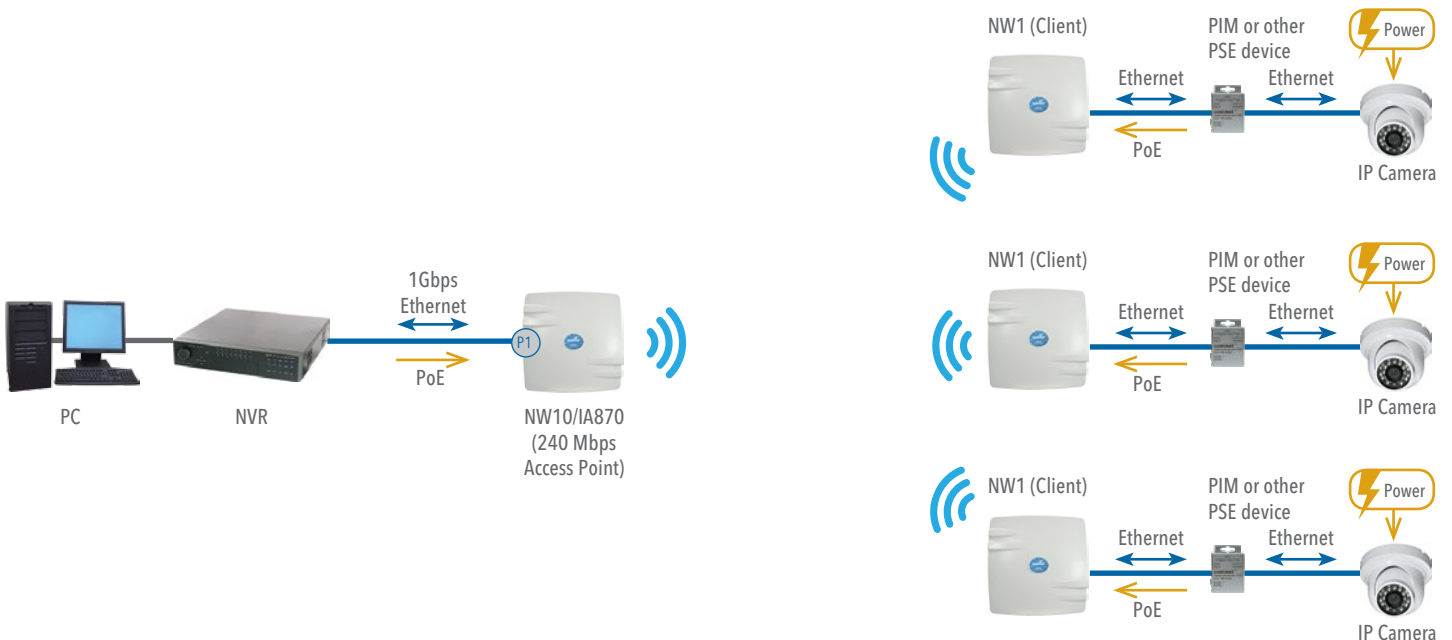 NW1 (Client)
PIM or other
PSE device
Power
Ethernet
Ethernet
PoE
IP Camera
NW1 (Client)
PIM or other
PSE device
Power
1Gbps
Ethernet
Ethernet
Ethernet
P1
PoE
PoE
PC
NVR
NW10/IA870
(240 Mbps
Access Point)
IP Camera
NW1 (Client)
PIM or other
PSE device
Power
Ethernet
Ethernet
PoE
IP Camera